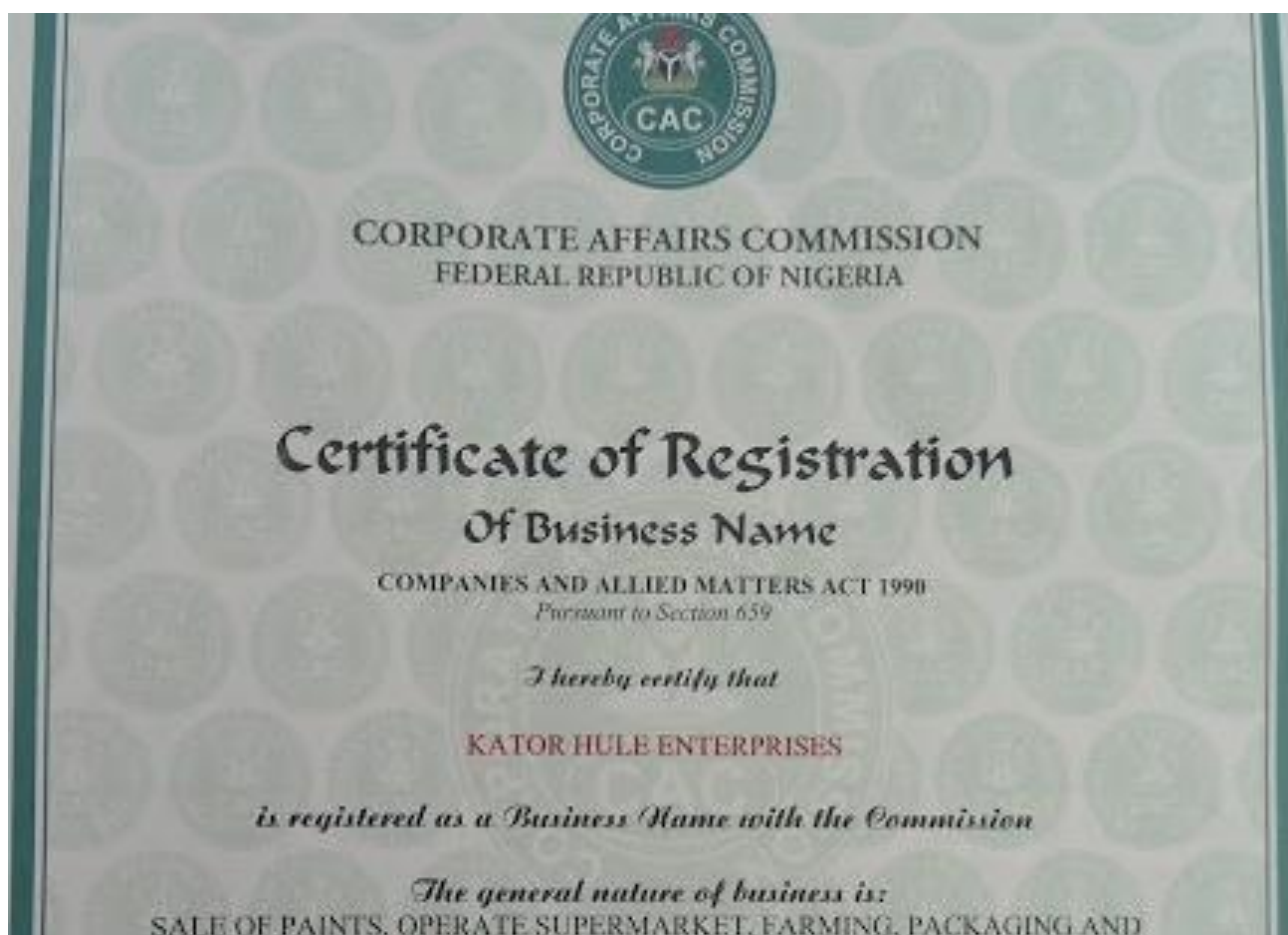 CORPORATE AFFAIRS COMMISSION
CAC
CORPORATE AFFAIRS COMMISSION
FEDERAL REPUBLIC OF NIGERIA
Certificate of Registration
Of Business Name
COMPANIES AND ALLIED MATTERS ACT 1990
Pursuant to Section 659
I hereby certify that
KATOR HULE ENTERPRISES
is registered as a Business Name with the Commission
The general nature of business is:
SALE OF PAINTS, OPERATE SUPERMARKET, FARMING, PACKAGING AND